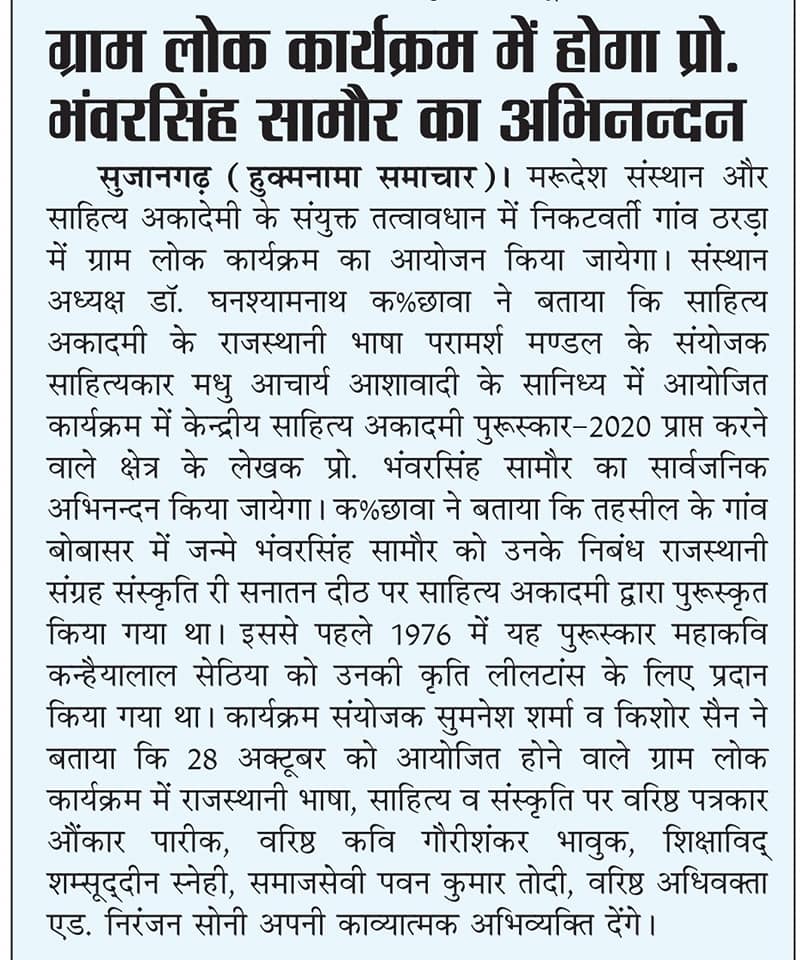 ग्राम लोक कार्यक्रम में होगा प्रो.
भंवरसिंह सामौर का अभिनन्दन
सुजानगढ़ ( हुक्मनामा समाचार )। मरूदेश संस्थान और
साहित्य अकादेमी के संयुक्त तत्वावधान में निकटवर्ती गांव ठरड़ा
में ग्राम लोक कार्यक्रम का आयोजन किया जायेगा। संस्थान
अध्यक्ष डॉ. घनश्यामनाथ क%छावा ने बताया कि साहित्य
अकादमी के राजस्थानी भाषा परामर्श मण्डल के संयोजक
साहित्यकार मधु आचार्य आशावादी के सानिध्य में आयोजित
कार्यक्रम में केन्द्रीय साहित्य अकादमी पुरूस्कार-2020 प्राप्त करने
वाले क्षेत्र के लेखक प्रो. भंवरसिंह सामौर का सार्वजनिक
अभिनन्दन किया जायेगा। क%छावा ने बताया कि तहसील के गांव
बोबासर में जन्मे भंवरसिंह सामौर को उनके निबंध राजस्थानी
संग्रह संस्कृति री सनातन दीठ पर साहित्य अकादमी द्वारा पुरूस्कृत
किया गया था। इससे पहले 1976 में यह पुरूस्कार महाकवि
कन्हैयालाल सेठिया को उनकी कृति लीलटांस के लिए प्रदान
किया गया था। कार्यक्रम संयोजक सुमनेश शर्मा व किशोर सैन ने
बताया कि 28 अक्टूबर को आयोजित होने वाले ग्राम लोक
कार्यक्रम में राजस्थानी भाषा, साहित्य व संस्कृति पर वरिष्ठ पत्रकार
औंकार पारीक, वरिष्ठ कवि गौरीशंकर भावुक, शिक्षाविद्
शम्सूद्दीन स्नेही, समाजसेवी पवन कुमार तोदी, वरिष्ठ अधिवक्ता
एड. निरंजन सोनी अपनी काव्यात्मक अभिव्यक्ति देंगे।